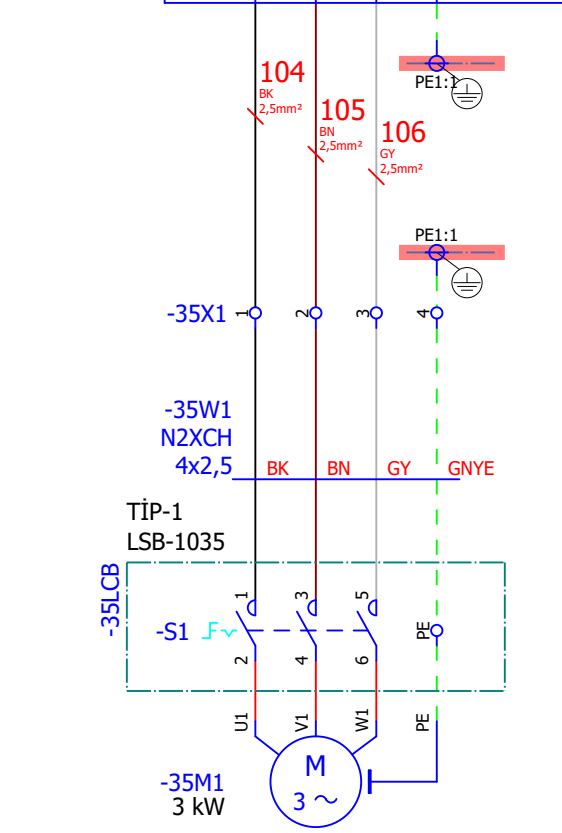 104
BK
2,5mm²
105
BN
2,5mm²
106
GY
2,5mm²
PE1:1
PE1:1
-35X1
1
2
3
4
-35W1
N2XCH
4x2,5
BK
BN
GY
GNYE
TİP-1
LSB-1035
-35LCB
-S1
1
3
5
2
4
6
PE
U1
V1
W1
PE
M
3 ~
-35M1
3 kW